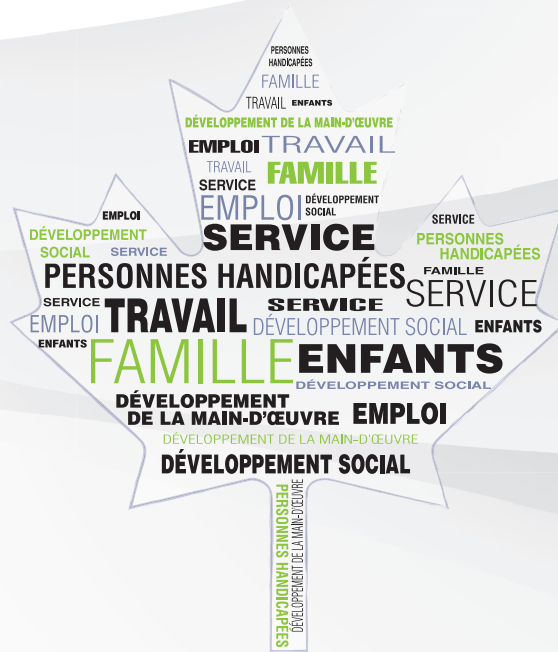 PERSONNES
HANDICAPÉES
FAMILLE
TRAVAIL ENFANTS
DÉVELOPPEMENT DE LA MAIN-D'ŒUVRE
EMPLOI TRAVAIL
TRAVAIL FAMILLE
SERVICE
EMPLOI DÉVELOPPEMENT
SOCIAL
EMPLOI
SERVICE
SERVICE
DÉVELOPPEMENT
SOCIAL SERVICE
PERSONNES
HANDICAPÉES
PERSONNES HANDICAPÉES
FAMILLE
SERVICE
SERVICE TRAVAIL SERVICE
EMPLOI DÉVELOPPEMENT SOCIAL ENFANTS
ENFANTS
FAMILLE ENFANTS
DÉVELOPPEMENT SOCIAL
DÉVELOPPEMENT
DE LA MAIN-D'ŒUVRE EMPLOI
DÉVELOPPEMENT DE LA MAIN-D'ŒUVRE
DÉVELOPPEMENT SOCIAL
PERSONNES HANDICAPÉES
DÉVELOPPEMENT DE LA MAIN-D'ŒUVRE